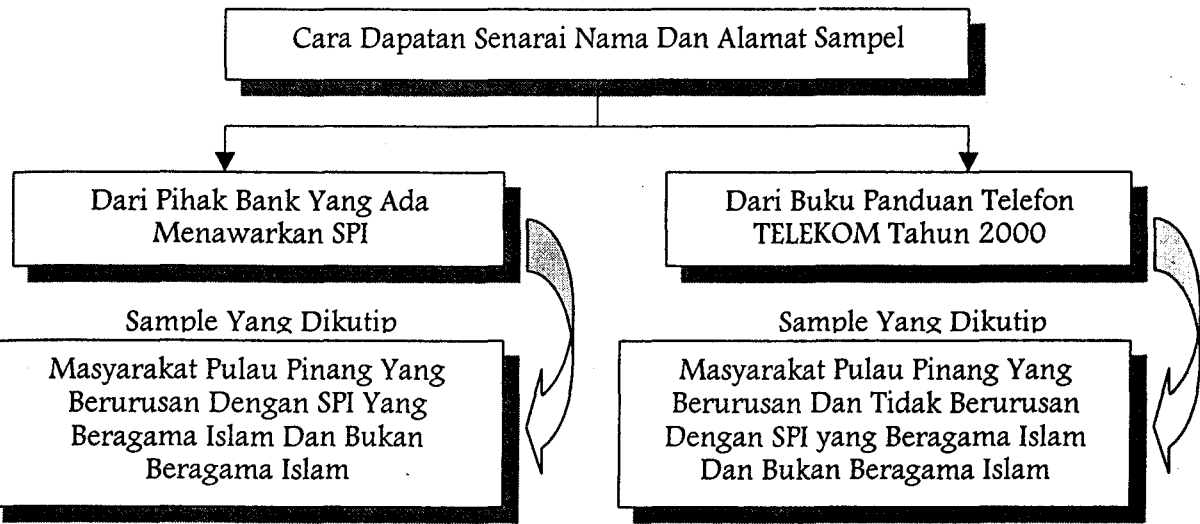 Cara Dapatan Senarai Nama Dan Alamat Sampel
Dari Pihak Bank Yang Ada
Menawarkan SPI
Dari Buku Panduan Telefon
TELEKOM Tahun 2000
Sample Yang Dikutip
Sample Yang Dikutip
Masyarakat Pulau Pinang Yang
Berurusan Dengan SPI Yang
Beragama Islam Dan Bukan
Beragama Islam
Masyarakat Pulau Pinang Yang
Berurusan Dan Tidak Berurusan
Dengan SPI yang Beragama Islam
Dan Bukan Beragama Islam